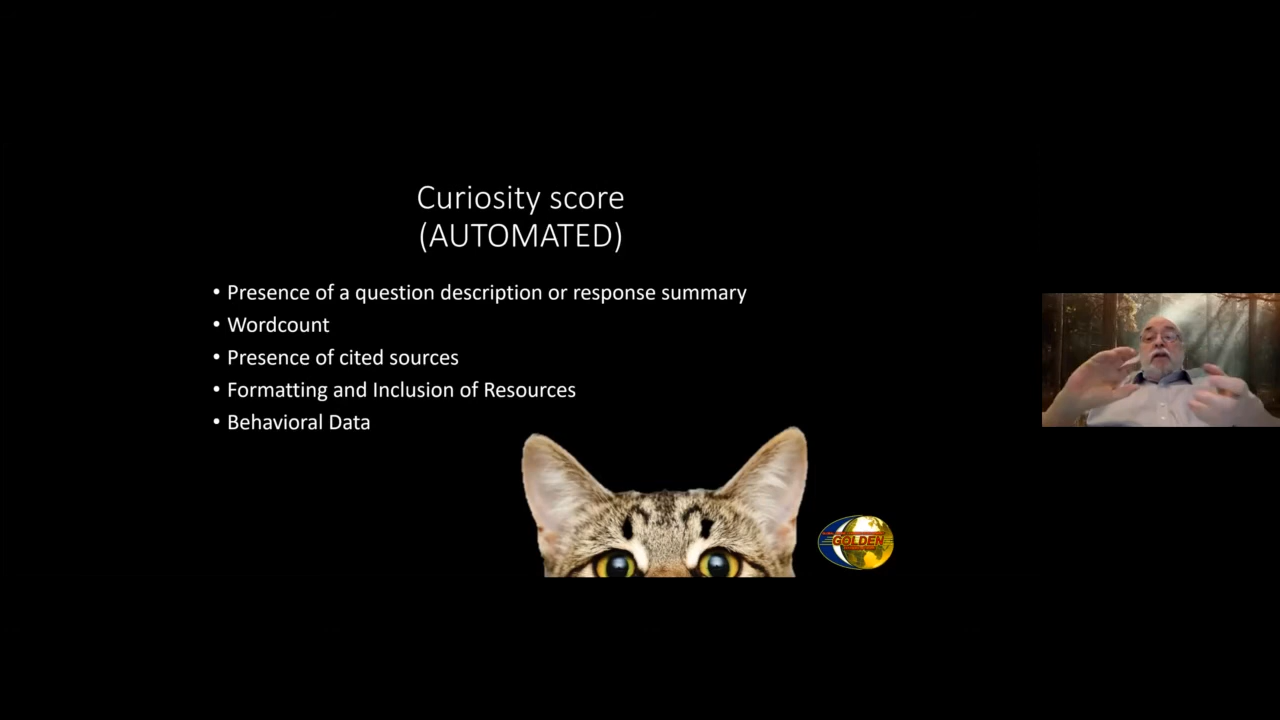 Curiosity score
(AUTOMATED)
• Presence of a question description or response summary
• Wordcount
• Presence of cited sources
• Formatting and Inclusion of Resources
• Behavioral Data
GOLDEN